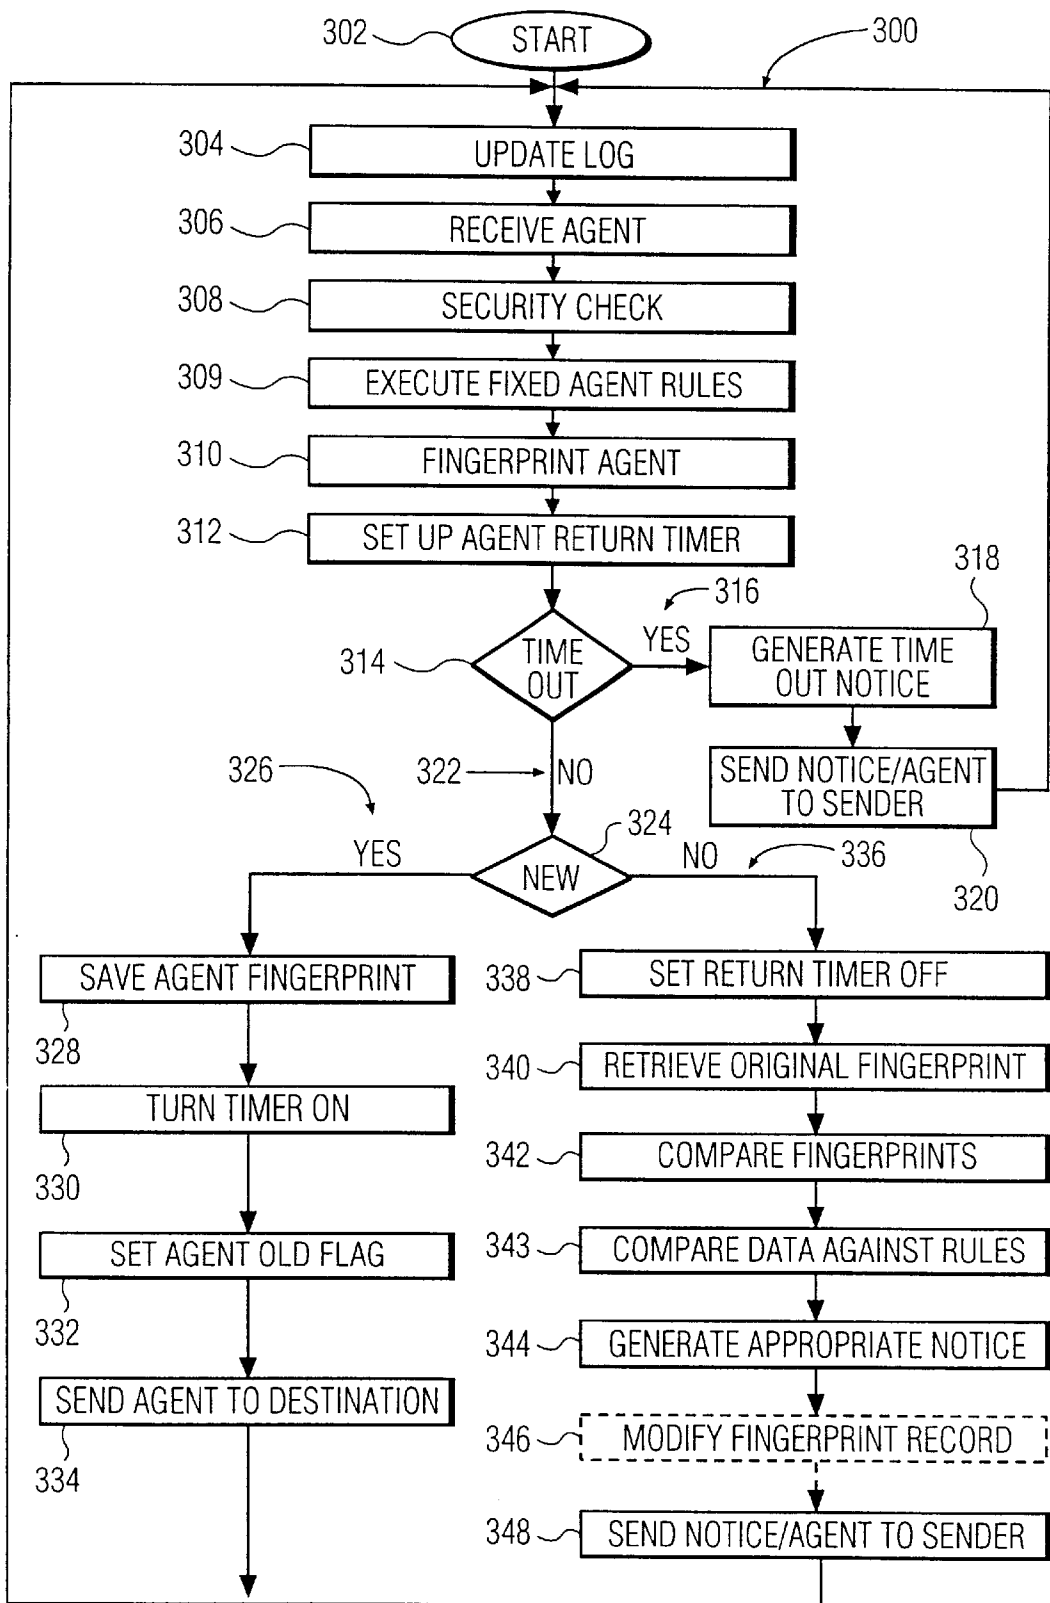 302 START 300
304 UPDATE LOG
306 RECEIVE AGENT
308 SECURITY CHECK
309 EXECUTE FIXED AGENT RULES
310 FINGERPRINT AGENT
312 SET UP AGENT RETURN TIMER
314 TIME
OUT
316
YES
318
GENERATE TIME
OUT NOTICE
SEND NOTICE/AGENT
TO SENDER
320
322 NO
326
YES
324
NEW
NO
336
SAVE AGENT FINGERPRINT
328
TURN TIMER ON
330
SET AGENT OLD FLAG
332
SEND AGENT TO DESTINATION
334
338 SET RETURN TIMER OFF
340 RETRIEVE ORIGINAL FINGERPRINT
342 COMPARE FINGERPRINTS
343 COMPARE DATA AGAINST RULES
344 GENERATE APPROPRIATE NOTICE
346 MODIFY FINGERPRINT RECORD
348 SEND NOTICE/AGENT TO SENDER